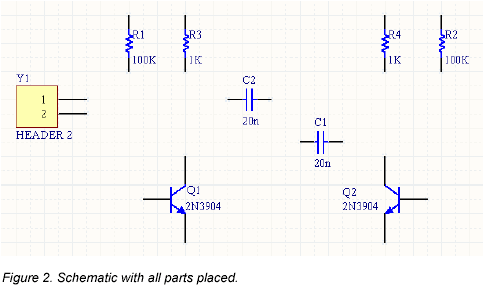 R1
R3
R4
R2
100K
1K
1K
100K
Y1
C2
1
2
20n
C1
HEADER 2
20n
Q1
Q2
2N3904
2N3904
Figure 2. Schematic with all parts placed.